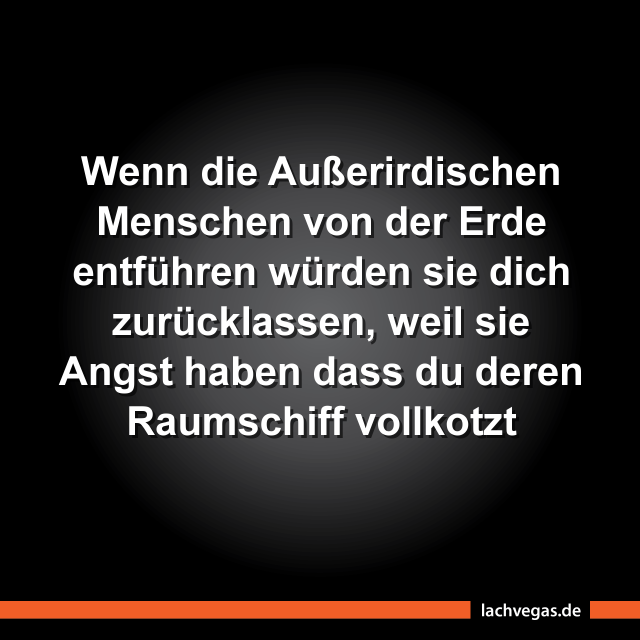 Wenn die Außerirdischen
Menschen von der Erde
entführen würden sie dich
zurücklassen, weil sie
Angst haben dass du deren
Raumschiff vollkotzt
lachvegas.de